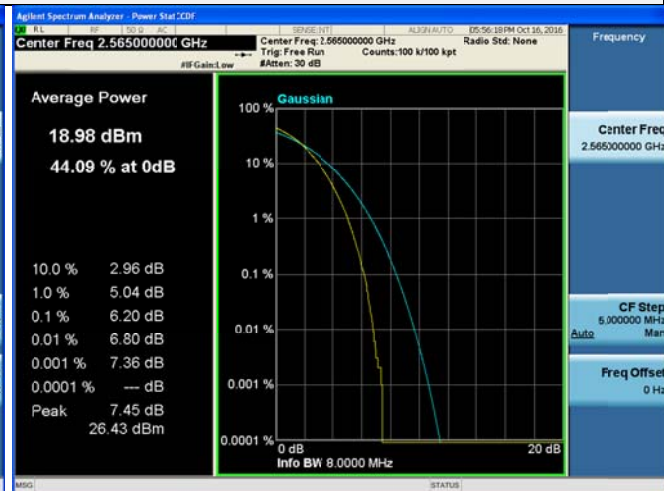 Agilent Spectrum Analyzer - Power Stat CCDF
RL RF 50 Ω AC SENSE:INT ALIGN AUTO 05:56:18 PM Oct 16, 2016
Center Freq 2.565000000 GHz
Center Freq: 2.565000000 GHz Radio Std: None
Trig: Free Run Counts:100 k/100 kpt
#IFGain:Low #Atten: 30 dB
Frequency
Average Power
18.98 dBm
44.09 % at 0dB
10.0 % 2.96 dB
1.0 % 5.04 dB
0.1 % 6.20 dB
0.01 % 6.80 dB
0.001 % 7.36 dB
0.0001 % --- dB
Peak 7.45 dB
26.43 dBm
Gaussian
100 %
10 %
1 %
0.1 %
0.01 %
0.001 %
0.0001 %
0 dB 20 dB
Info BW 8.0000 MHz
Center Freq
2.565000000 GHz
CF Step
5.000000 MHz
Auto Man
Freq Offset
0 Hz
MSG STATUS